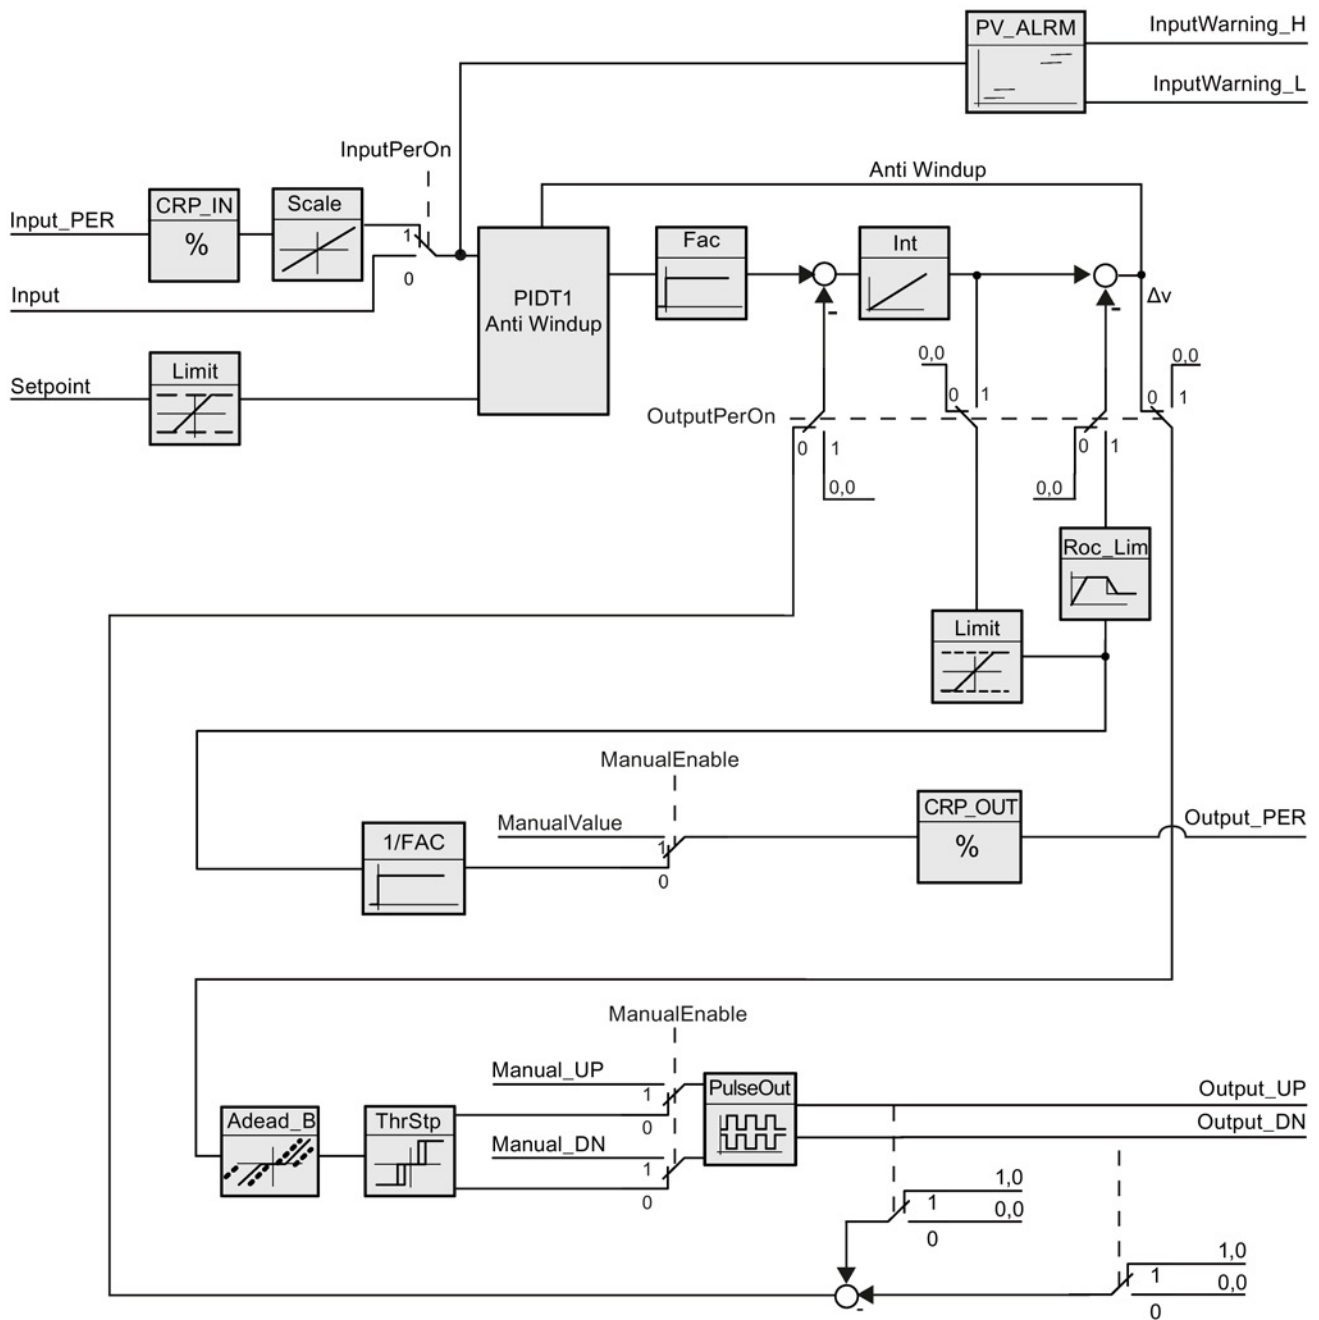 PV_ALRM
InputWarning_H
InputWarning_L
InputPerOn
Anti Windup
Input_PER
CRP_IN
%
Scale
1
0
Input
PIDT1
Anti Windup
Fac
Int
-
-
Δv
Setpoint
Limit
OutputPerOn
0,0
0 1
0,0
0 1
0 1
0,0
0 1
0,0
Roc_Lim
Limit
ManualEnable
ManualValue
1
0
1/FAC
CRP_OUT
%
Output_PER
ManualEnable
Manual_UP
1
0
Manual_DN
1
0
Adead_B
ThrStp
PulseOut
Output_UP
Output_DN
1,0
1
0,0
0
1,0
1
0,0
0
-